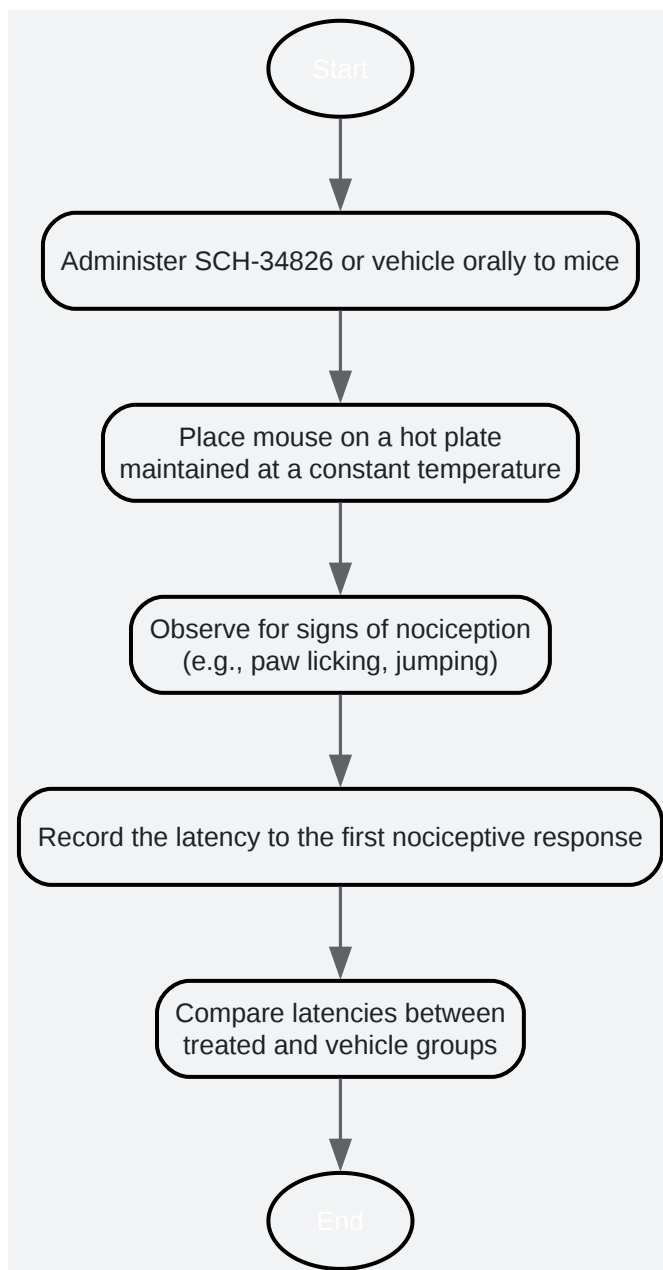 Start
Administer SCH-34826 or vehicle orally to mice
Place mouse on a hot plate
maintained at a constant temperature
Observe for signs of nociception
(e.g., paw licking, jumping)
Record the latency to the first nociceptive response
Compare latencies between
treated and vehicle groups
End